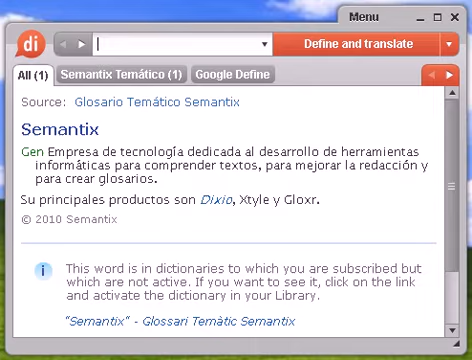 Menu
di
Define and translate
All (1)
Semantix Temático (1)
Google Define
Source: Glosario Temático Semantix
Semantix
Gen Empresa de tecnología dedicada al desarrollo de herramientas
informáticas para comprender textos, para mejorar la redacción y
para crear glosarios.
Su principales productos son Dixio, Xtyle y Gloxr.
© 2010 Semantix
i
This word is in dictionaries to which you are subscribed but
which are not active. If you want to see it, click on the link
and activate the dictionary in your Library.
"Semantix" - Glossari Temàtic Semantix